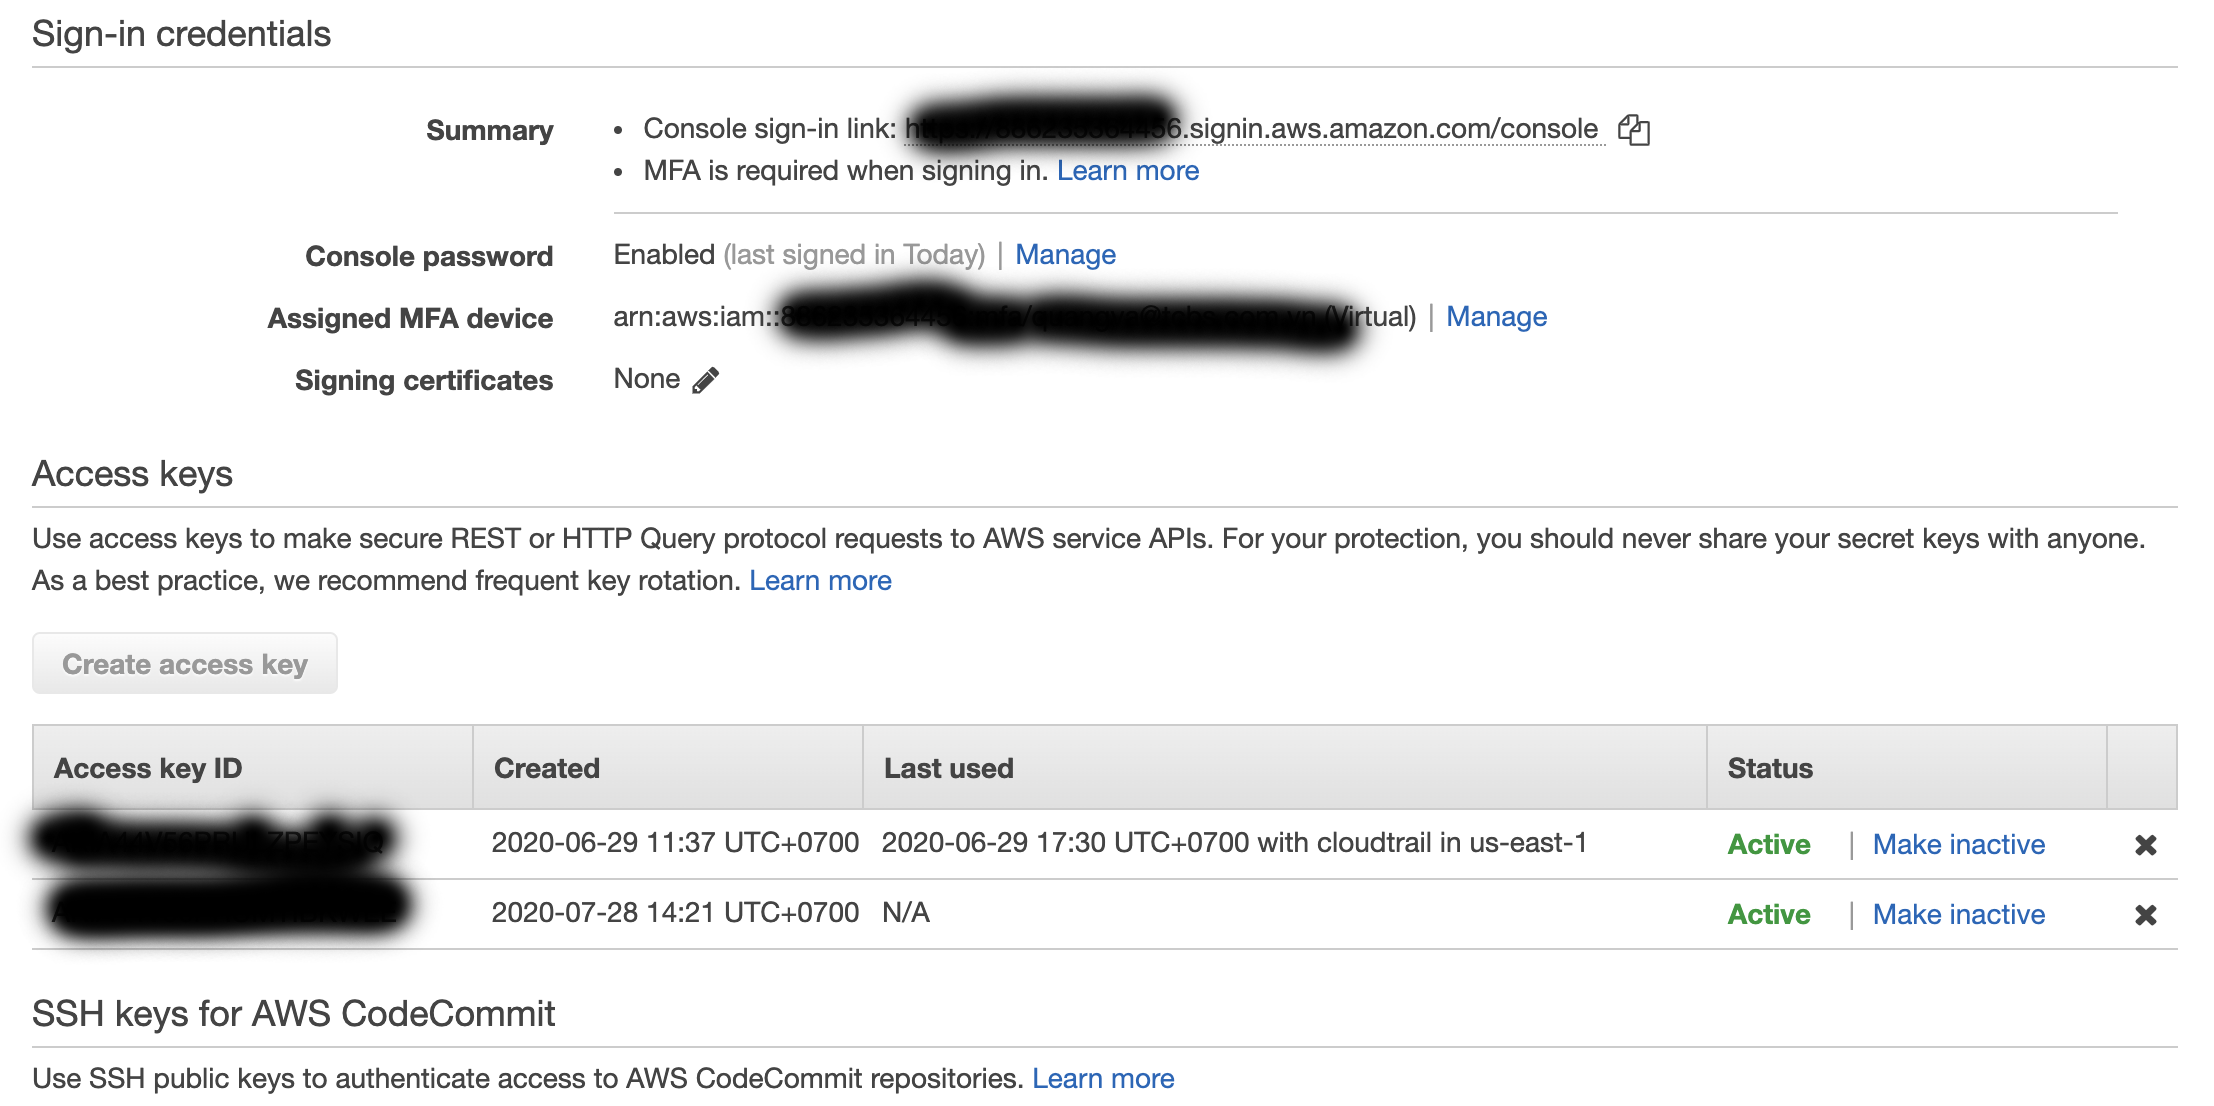 Sign-in credentials
Summary
• Console sign-in link: .signin.aws.amazon.com/console
• MFA is required when signing in. Learn more
Console password Enabled (last signed in Today) | Manage
Assigned MFA device arn:aws:iam:: (Virtual) | Manage
Signing certificates None
Access keys
Use access keys to make secure REST or HTTP Query protocol requests to AWS service APIs. For your protection, you should never share your secret keys with anyone.
As a best practice, we recommend frequent key rotation. Learn more
Create access key
Access key ID Created Last used Status
2020-06-29 11:37 UTC+0700 2020-06-29 17:30 UTC+0700 with cloudtrail in us-east-1 Active | Make inactive
2020-07-28 14:21 UTC+0700 N/A Active | Make inactive
SSH keys for AWS CodeCommit
Use SSH public keys to authenticate access to AWS CodeCommit repositories. Learn more